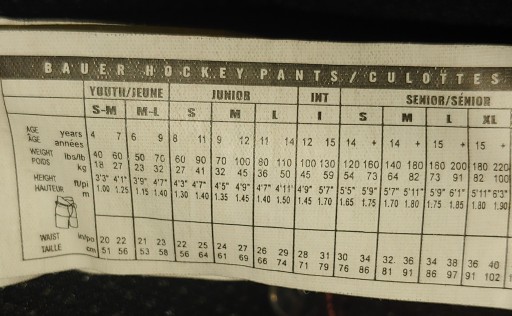 BAUER HOCKEY PANTS / CULOTTES
YOUTH/JEUNE JUNIOR INT SENIOR/SÉNIOR
S-M M-L S M L I S M L XL
AGE years 4 7 6 9 8 11 9 12 11 14 12 15 14 + 14 + 15 + 15 +
ÂGE années
WEIGHT lbs/lb 40 60 50 70 60 90 70 100 80 110 100 130 120 160 140 180 160 200 180 220
POIDS kg 18 27 23 32 27 41 32 45 36 50 45 59 54 73 64 82 73 91 82 100
HEIGHT ft/pi 3'3" 4'1" 3'9" 4'7" 4'3" 4'7" 4'5" 4'9" 4'7" 4'11" 4'9" 5'7" 5'5" 5'9" 5'7" 5'11" 5'9" 6'1" 5'11" 6'3"
HAUTEUR m 1.00 1.25 1.15 1.40 1.30 1.40 1.35 1.45 1.40 1.50 1.45 1.70 1.65 1.75 1.70 1.80 1.75 1.85 1.80 1.90
WAIST in/po 20 22 21 23 22 25 24 27 26 29 28 31 30 34 32 36 34 38 36 40
TAILLE cm 51 56 53 58 56 64 61 69 66 74 71 79 76 86 81 91 86 97 91 102